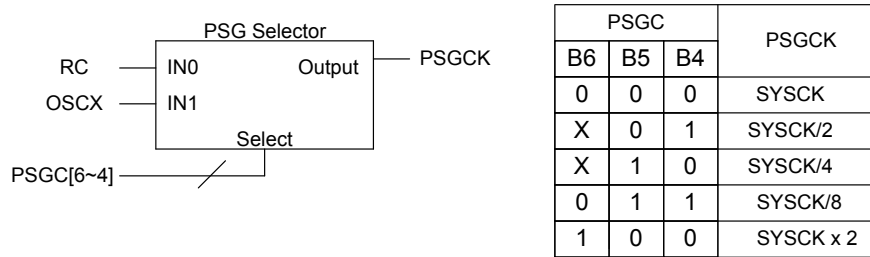 PSG Selector
RC IN0 Output PSGCK
OSCX IN1
Select
PSGC[6~4]
PSGC PSGCK
B6 B5 B4
0 0 0 SYSCK
X 0 1 SYSCK/2
X 1 0 SYSCK/4
0 1 1 SYSCK/8
1 0 0 SYSCK x 2